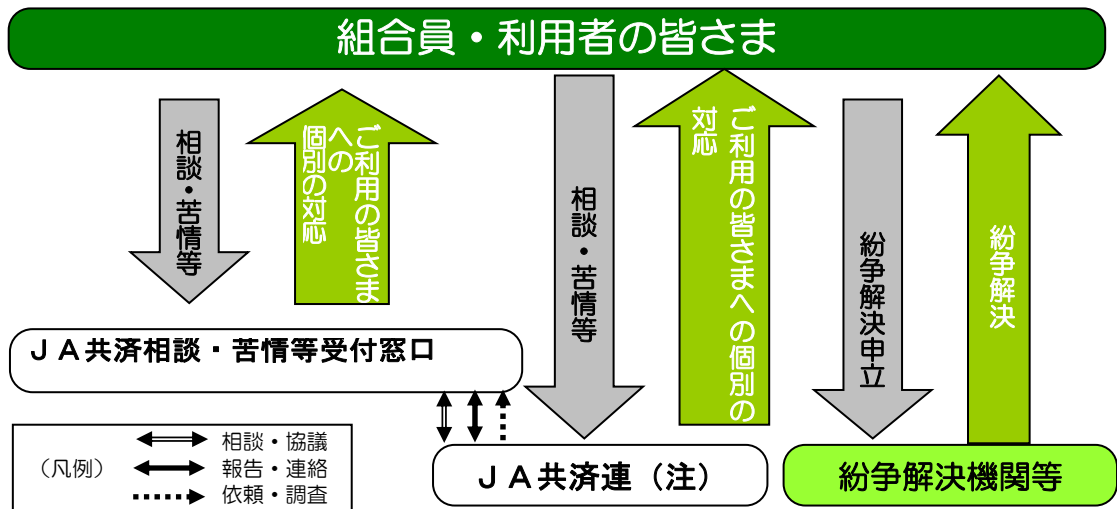 組合員・利用者の皆さま
相談・苦情等
ご利用の皆さま
への
個別の対応
相談・苦情等
ご利用の皆さまへの個別の
対応
紛争解決申立
紛争解決
ＪＡ共済相談・苦情等受付窓口
ＪＡ共済連（注）
紛争解決機関等
（凡例）
相談・協議
報告・連絡
依頼・調査